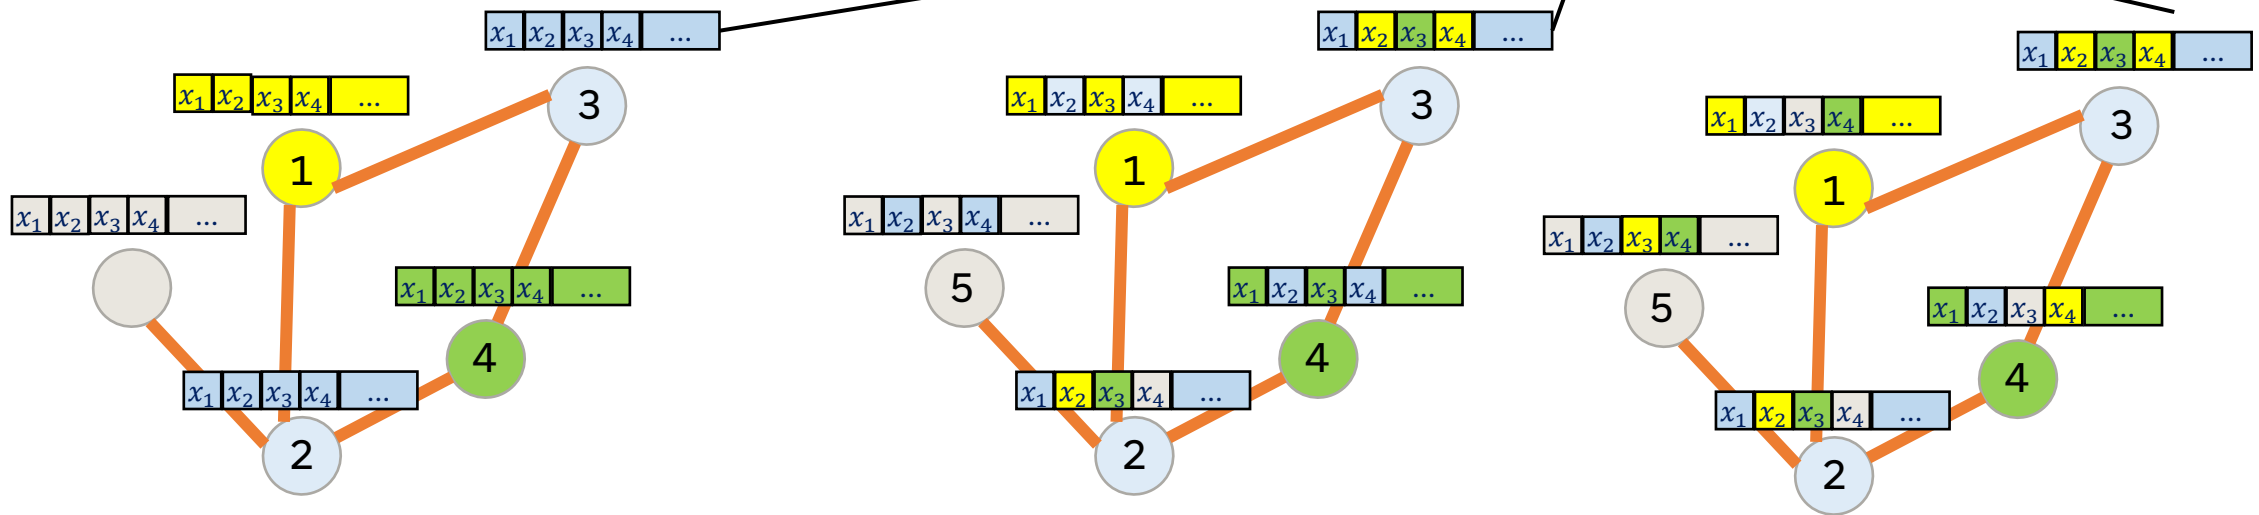 x₁ x₂ x₃ x₄ ...
x₁ x₂ x₃ x₄ ...
3
1
x₁ x₂ x₃ x₄ ...
x₁ x₂ x₃ x₄ ...
4
x₁ x₂ x₃ x₄ ...
2
x₁ x₂ x₃ x₄ ...
x₁ x₂ x₃ x₄ ...
3
1
x₁ x₂ x₃ x₄ ...
5
x₁ x₂ x₃ x₄ ...
4
x₁ x₂ x₃ x₄ ...
2
x₁ x₂ x₃ x₄ ...
x₁ x₂ x₃ x₄ ...
3
1
x₁ x₂ x₃ x₄ ...
5
x₁ x₂ x₃ x₄ ...
4
x₁ x₂ x₃ x₄ ...
2